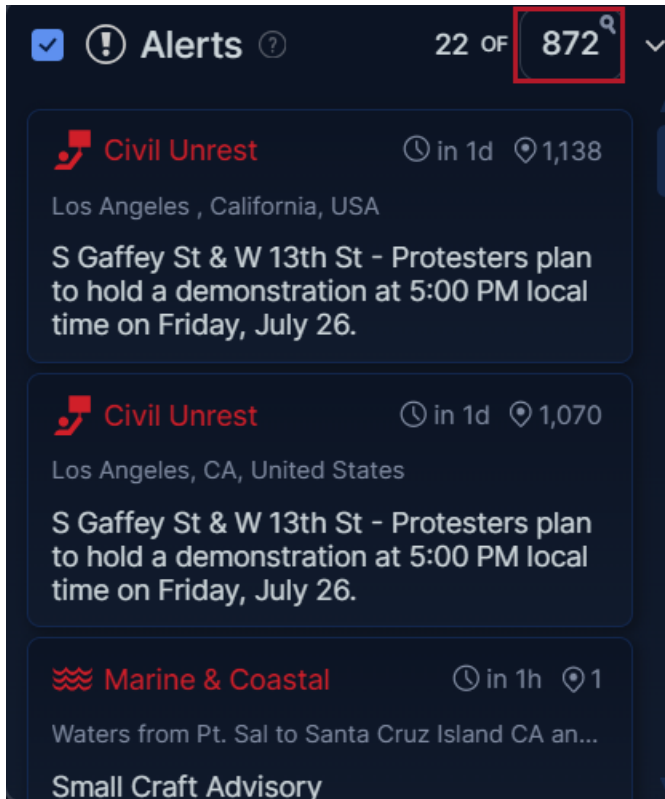 Alerts 22 OF 872
Civil Unrest in 1d 1,138
Los Angeles , California, USA
S Gaffey St & W 13th St - Protesters plan
to hold a demonstration at 5:00 PM local
time on Friday, July 26.
Civil Unrest in 1d 1,070
Los Angeles, CA, United States
S Gaffey St & W 13th St - Protesters plan
to hold a demonstration at 5:00 PM local
time on Friday, July 26.
Marine & Coastal in 1h 1
Waters from Pt. Sal to Santa Cruz Island CA an...
Small Craft Advisory